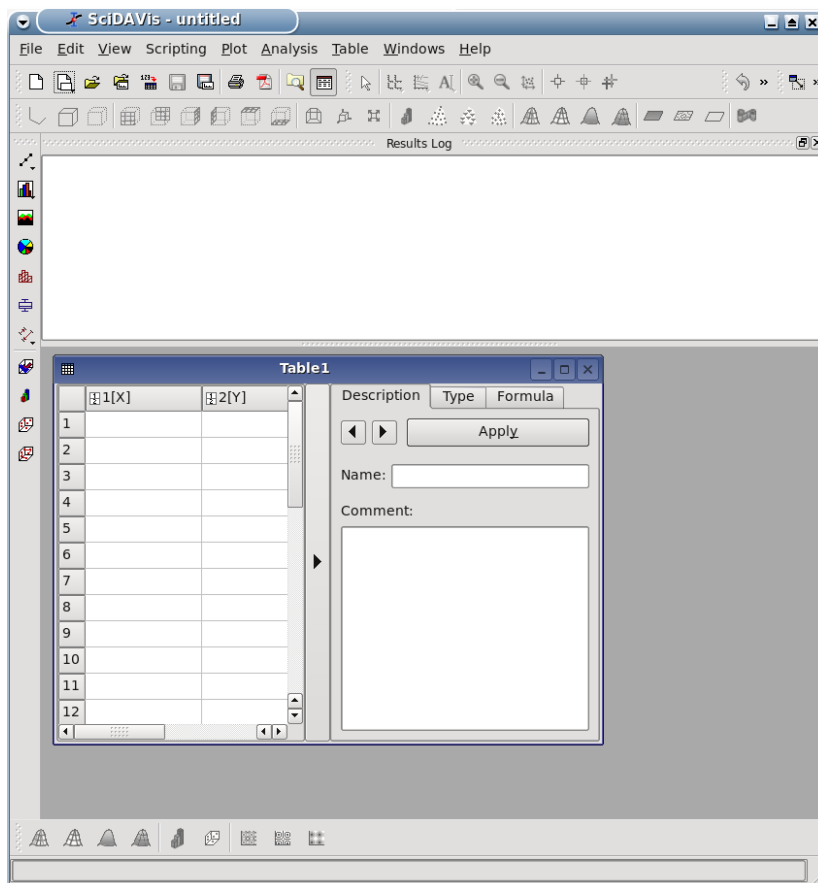 SciDAVis - untitled
File Edit View Scripting Plot Analysis Table Windows Help
Results Log
Table1
1[X] 2[Y] Description Type Formula
1
Apply
2
3
Name:
4
Comment:
5
6
7
8
9
10
11
12